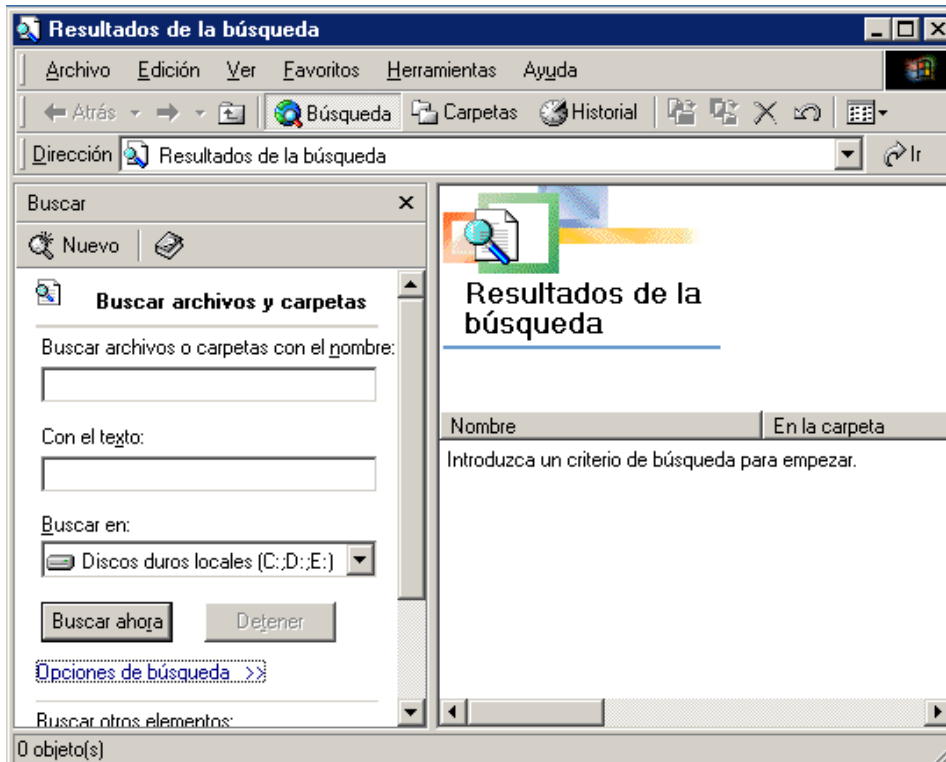 Resultados de la búsqueda
Archivo Edición Ver Favoritos Herramientas Ayuda
Atrás Búsqueda Carpetas Historial
Dirección Resultados de la búsqueda Ir
Buscar
Nuevo
Buscar archivos y carpetas
Buscar archivos o carpetas con el nombre:
Con el texto:
Buscar en:
Discos duros locales (C:;D:;E:)
Buscar ahora Detener
Opciones de búsqueda >>
Buscar otros elementos:
Resultados de la
búsqueda
Nombre En la carpeta
Introduzca un criterio de búsqueda para empezar.
0 objeto(s)